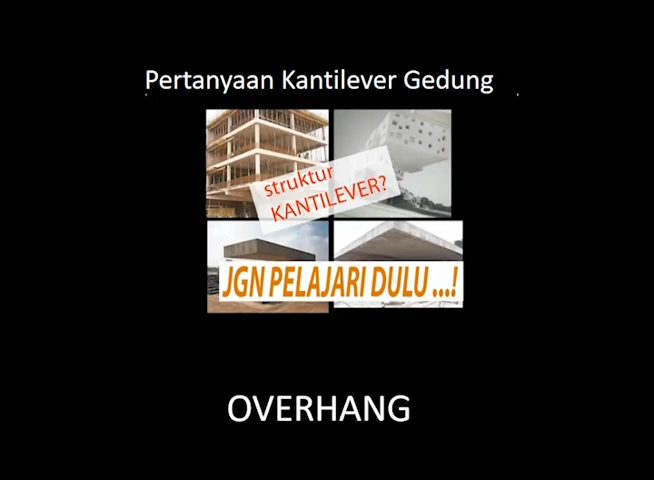 Pertanyaan Kantilever Gedung
struktur
KANTILEVER?
JGN PELAJARI DULU ...!
OVERHANG